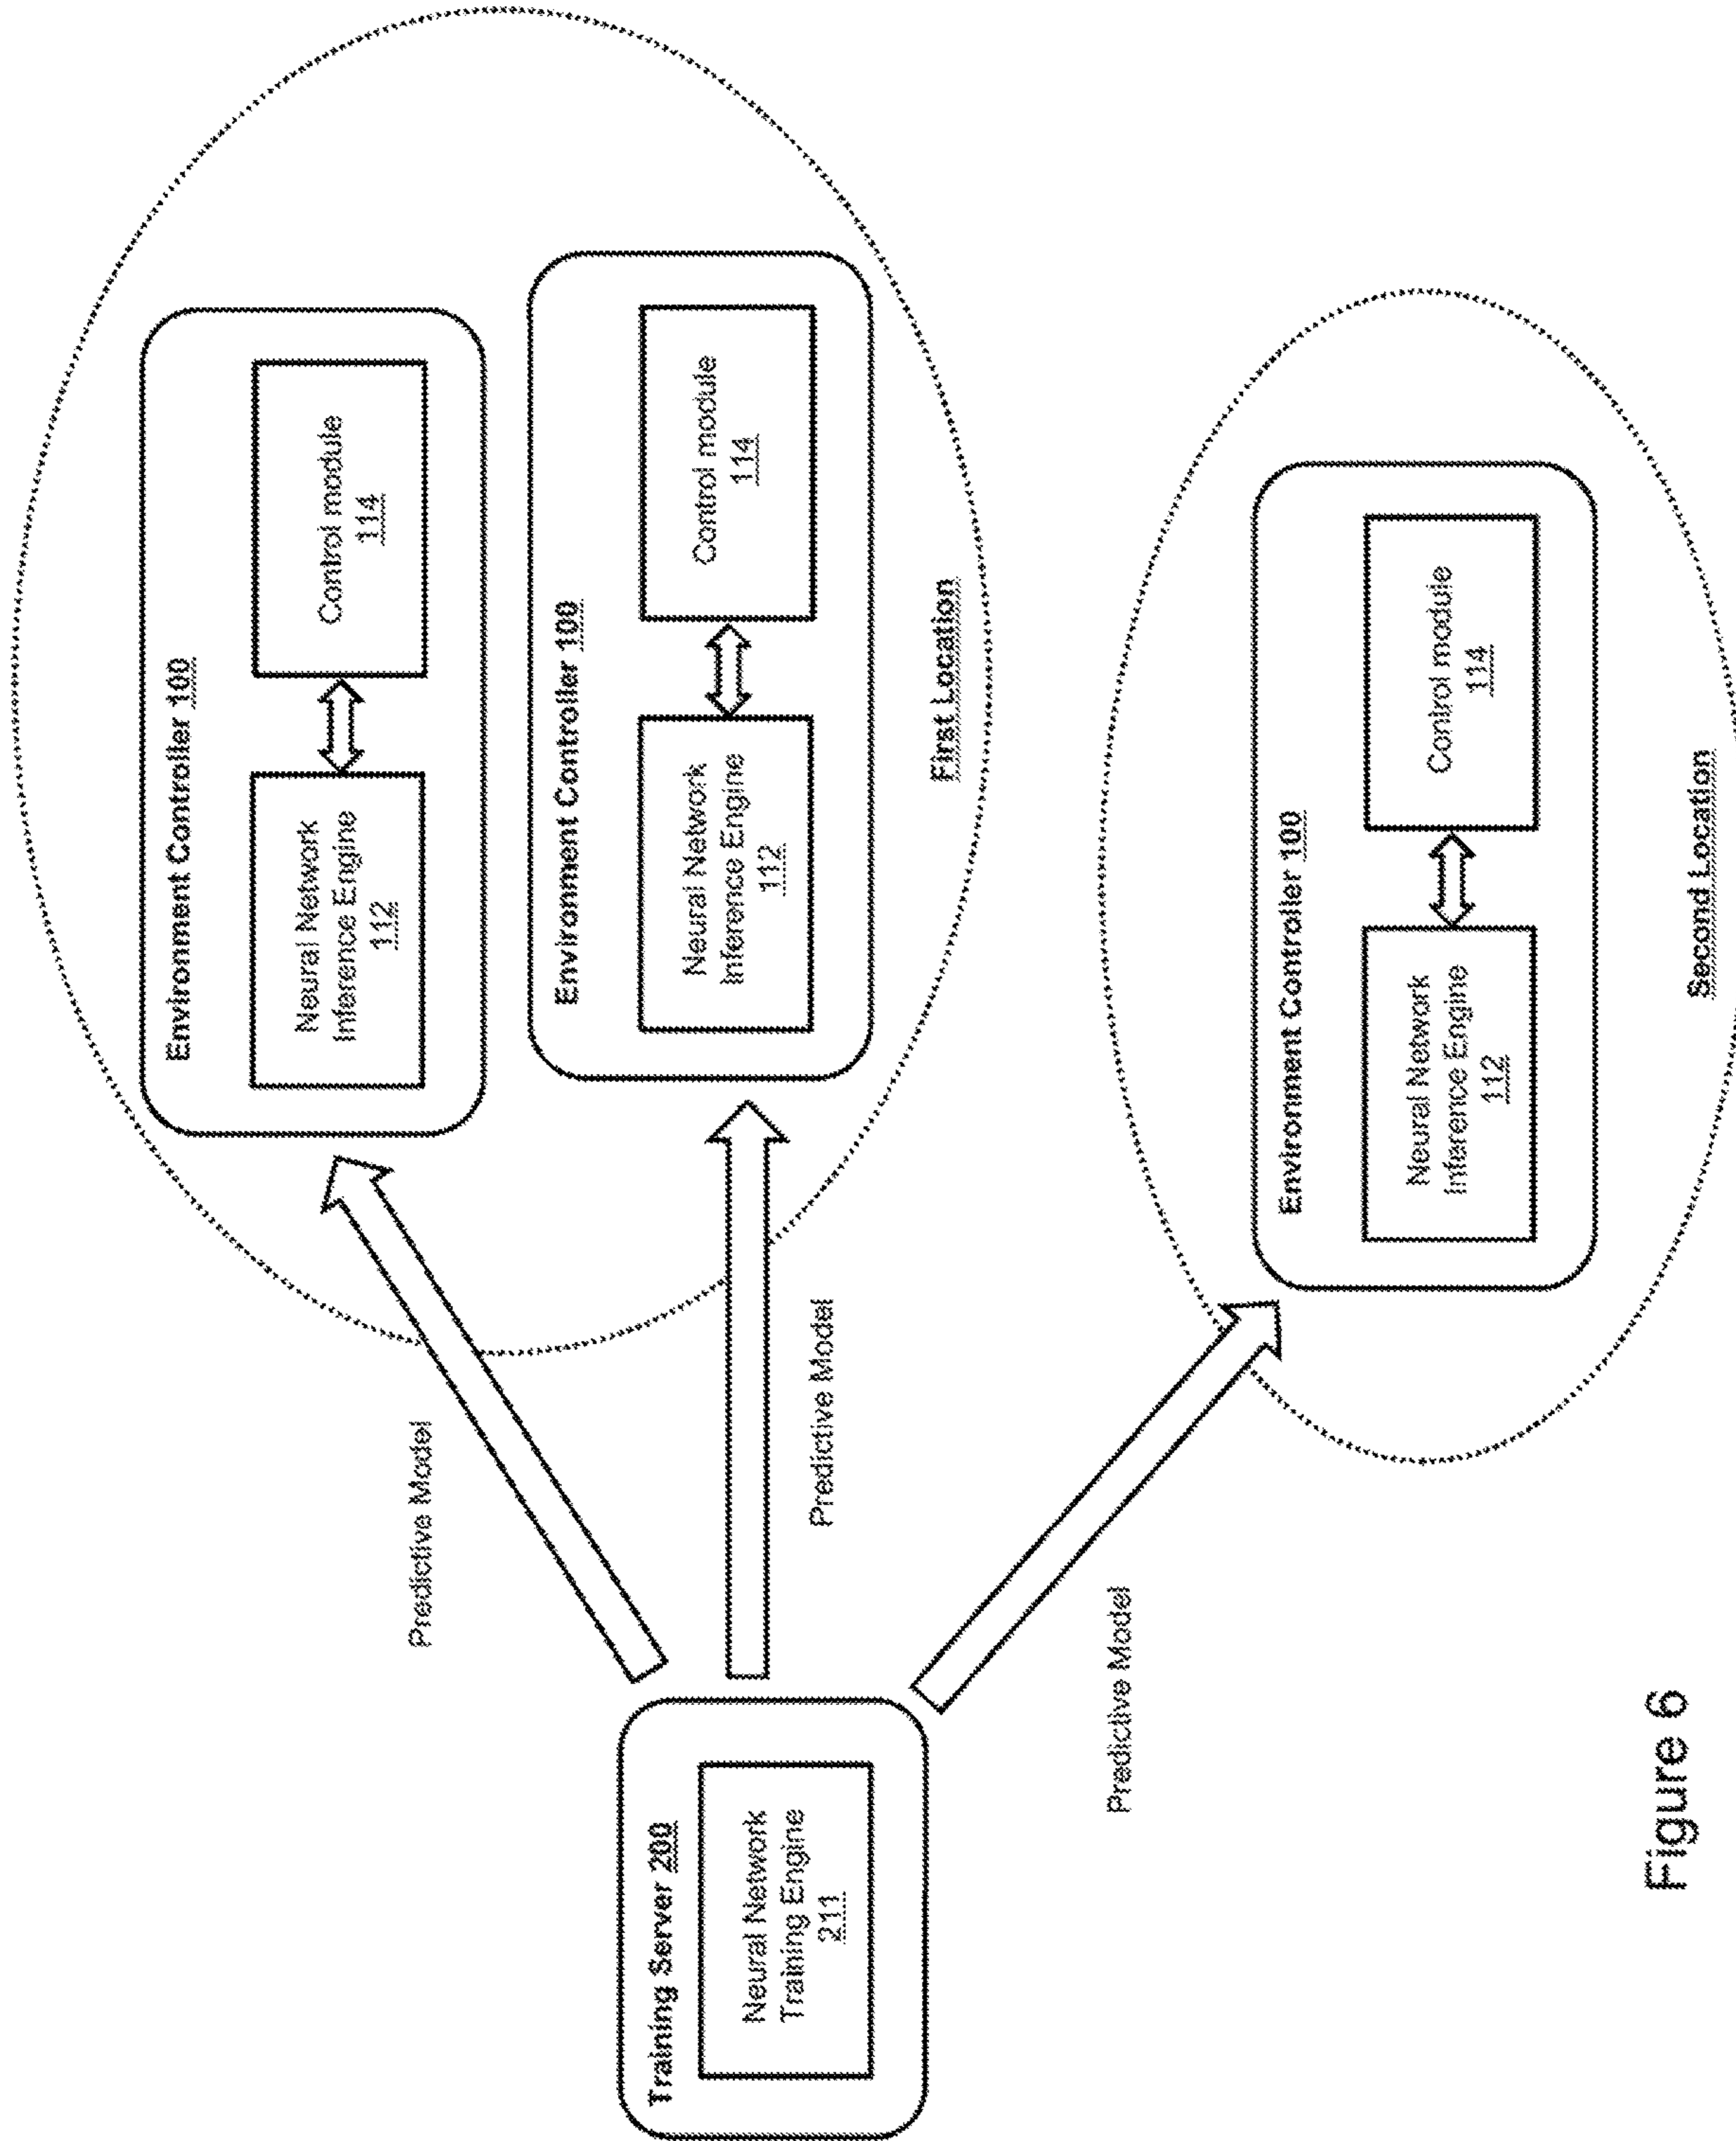 Training Server 200
Neural Network
Training Engine
211
Predictive Model
Predictive Model
Predictive Model
Environment Controller 100
Neural Network
Inference Engine
112
Control module
114
Environment Controller 100
Neural Network
Inference Engine
112
Control module
114
First Location
Environment Controller 100
Neural Network
Inference Engine
112
Control module
114
Second Location
Figure 6